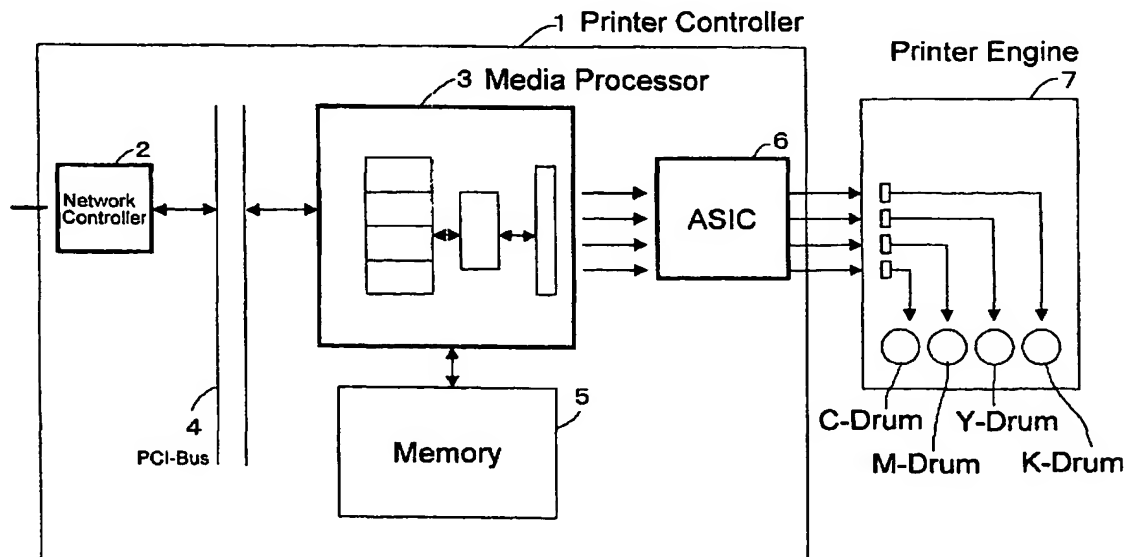 1 Printer Controller
Printer Engine
7
3 Media Processor
2
Network
Controller
6
ASIC
4
PCI-Bus
5
Memory
C-Drum
Y-Drum
M-Drum
K-Drum